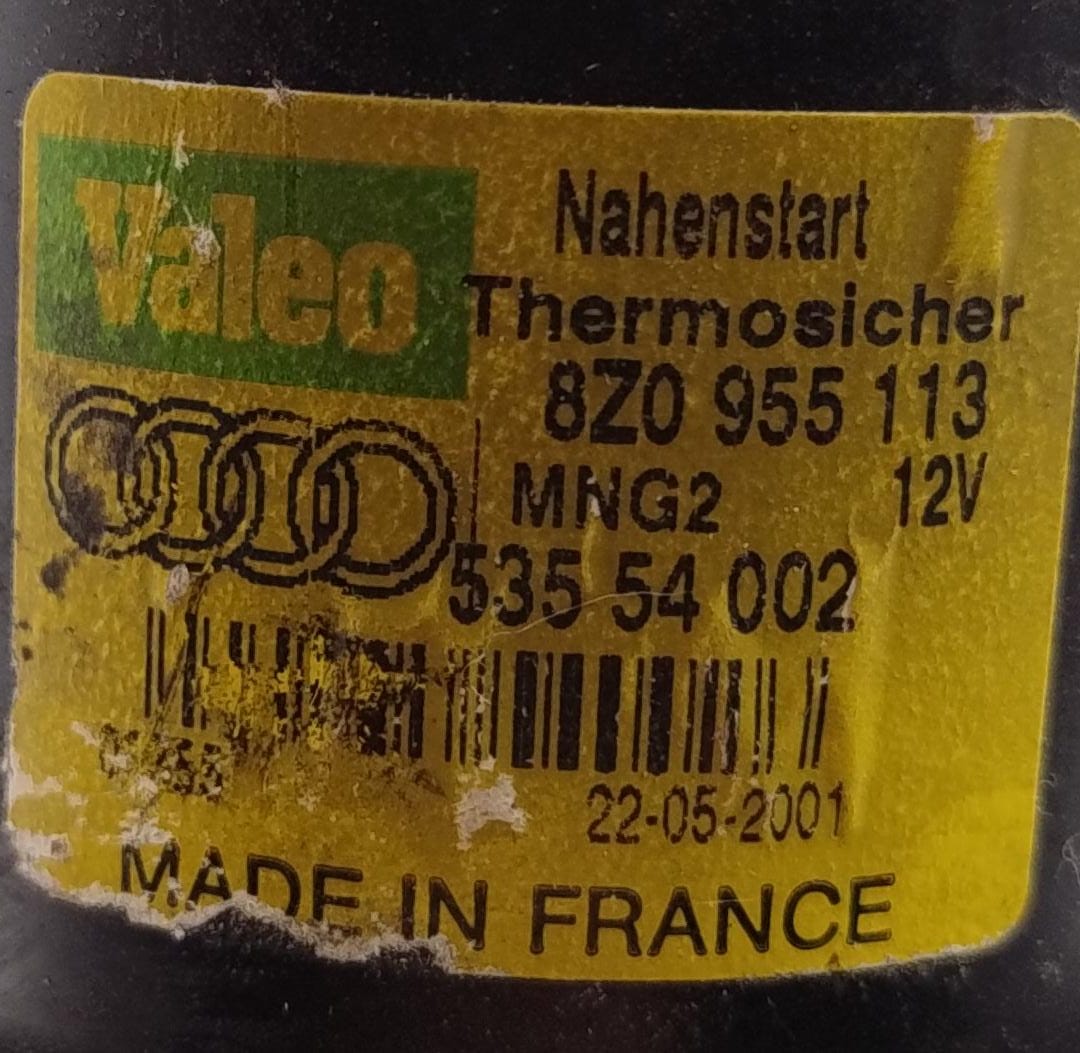 Valeo
Nahenstart
Thermosicher
8Z0 955 113
MNG2 12V
535 54 002
22-05-2001
MADE IN FRANCE